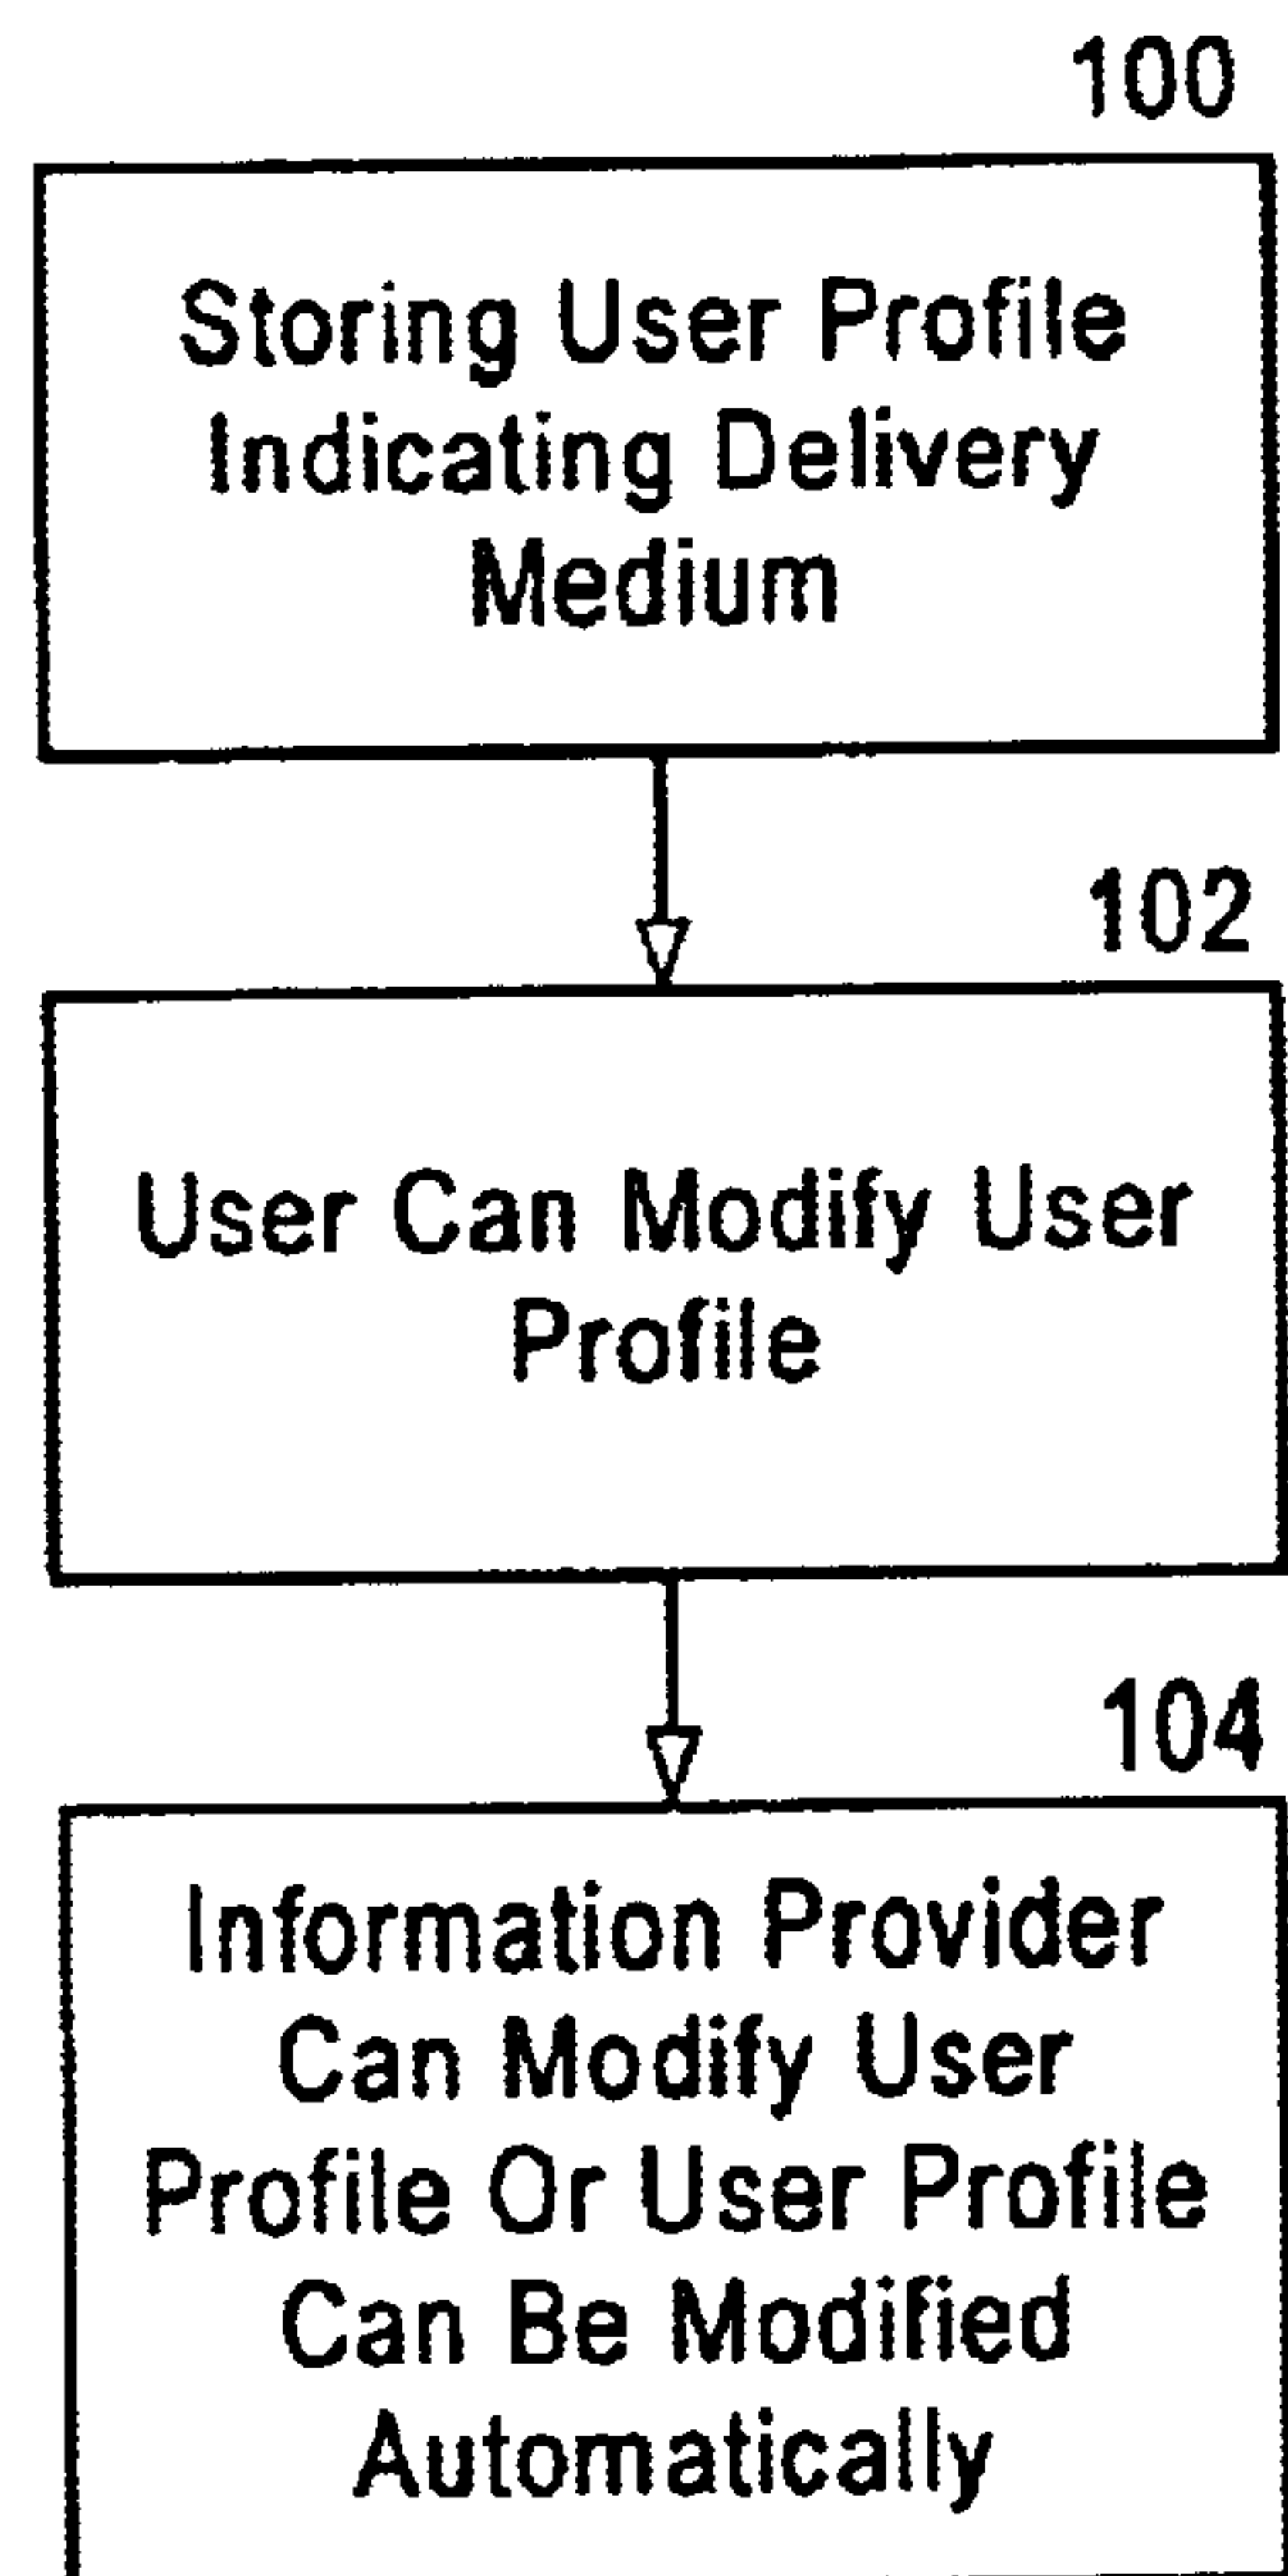 100
Storing User Profile
Indicating Delivery
Medium
102
User Can Modify User
Profile
104
Information Provider
Can Modify User
Profile Or User Profile
Can Be Modified
Automatically